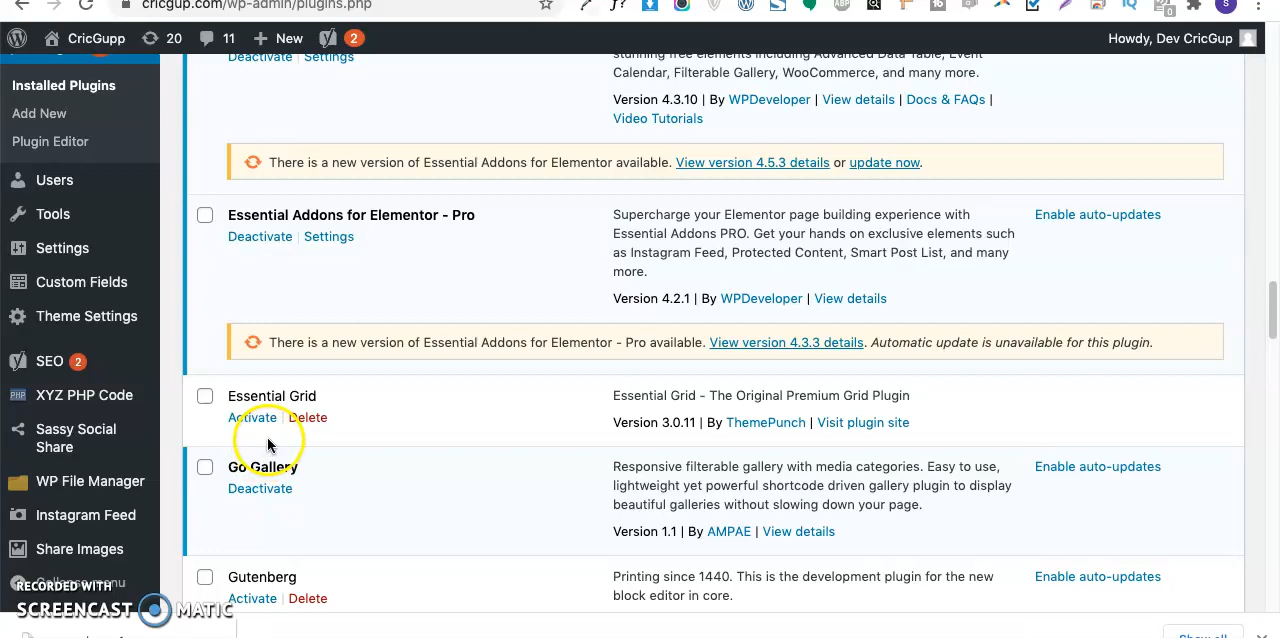 cricgup.com/wp-admin/plugins.php
CricGupp 20 11 New 2 Howdy, Dev CricGup
Installed Plugins
Add New
Plugin Editor
Users
Tools
Settings
Custom Fields
Theme Settings
SEO 2
XYZ PHP Code
Sassy Social
Share
WP File Manager
Instagram Feed
Share Images
Collapse menu
Deactivate | Settings
stunning free elements including Advanced Data Table, Event
Calendar, Filterable Gallery, WooCommerce, and many more.
Version 4.3.10 | By WPDeveloper | View details | Docs & FAQs |
Video Tutorials
There is a new version of Essential Addons for Elementor available. View version 4.5.3 details or update now.
Essential Addons for Elementor - Pro
Deactivate | Settings
Supercharge your Elementor page building experience with
Essential Addons PRO. Get your hands on exclusive elements such
as Instagram Feed, Protected Content, Smart Post List, and many
more.
Version 4.2.1 | By WPDeveloper | View details
Enable auto-updates
There is a new version of Essential Addons for Elementor - Pro available. View version 4.3.3 details. Automatic update is unavailable for this plugin.
Essential Grid
Activate | Delete
Essential Grid - The Original Premium Grid Plugin
Version 3.0.11 | By ThemePunch | Visit plugin site
Go Gallery
Deactivate
Responsive filterable gallery with media categories. Easy to use,
lightweight yet powerful shortcode driven gallery plugin to display
beautiful galleries without slowing down your page.
Version 1.1 | By AMPAE | View details
Enable auto-updates
Gutenberg
Activate | Delete
Printing since 1440. This is the development plugin for the new
block editor in core.
Enable auto-updates
RECORDED WITH
SCREENCAST MATIC
Show all